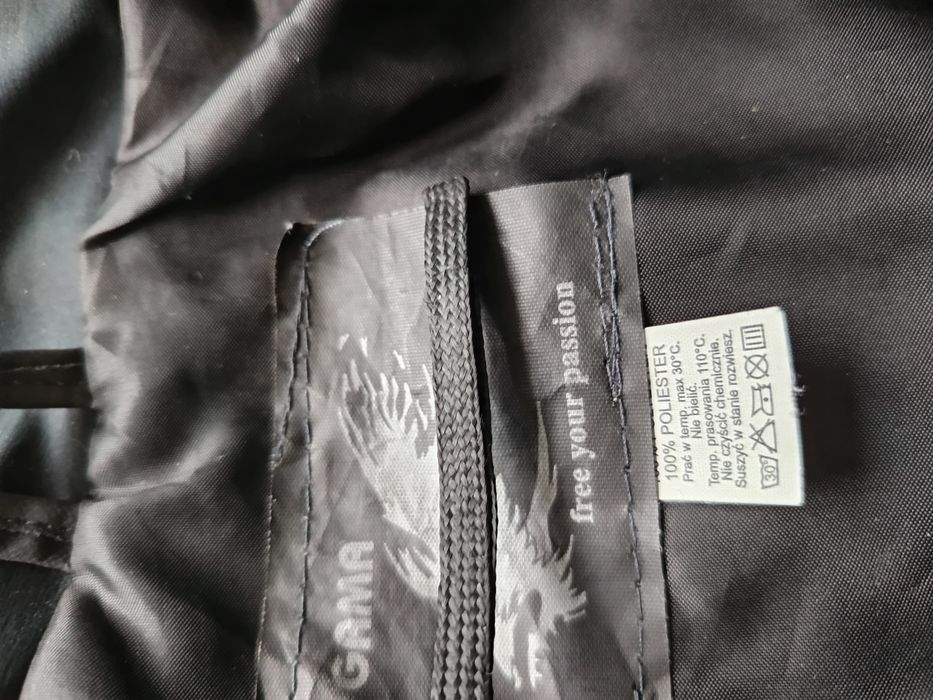 GAMA
free your passion
100% POLIESTER
Prać w temp. max 30°C.
Nie bielić.
Temp. prasowania 110°C.
Nie czyścić chemicznie.
Suszyć w stanie rozwiesz.
30°